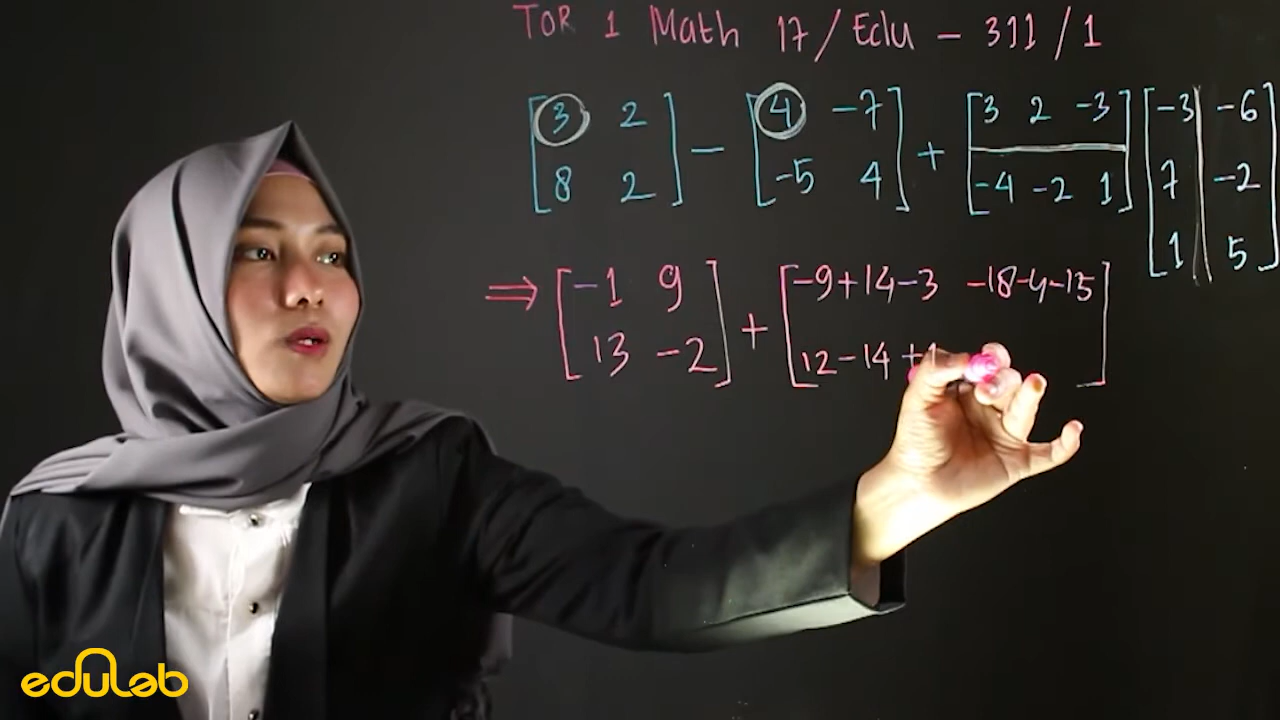 TOR 1 Math 17 / Edu - 311 / 1
[3 2] - [4 -7] + [3 2 -3] [-3 -6]
[8 2] [-5 4] [-4 -2 1] [7 -2]
[1 5]
⇒ [-1 9] + [-9+14-3 -18-4-15]
[13 -2] [12-14+1
edulab